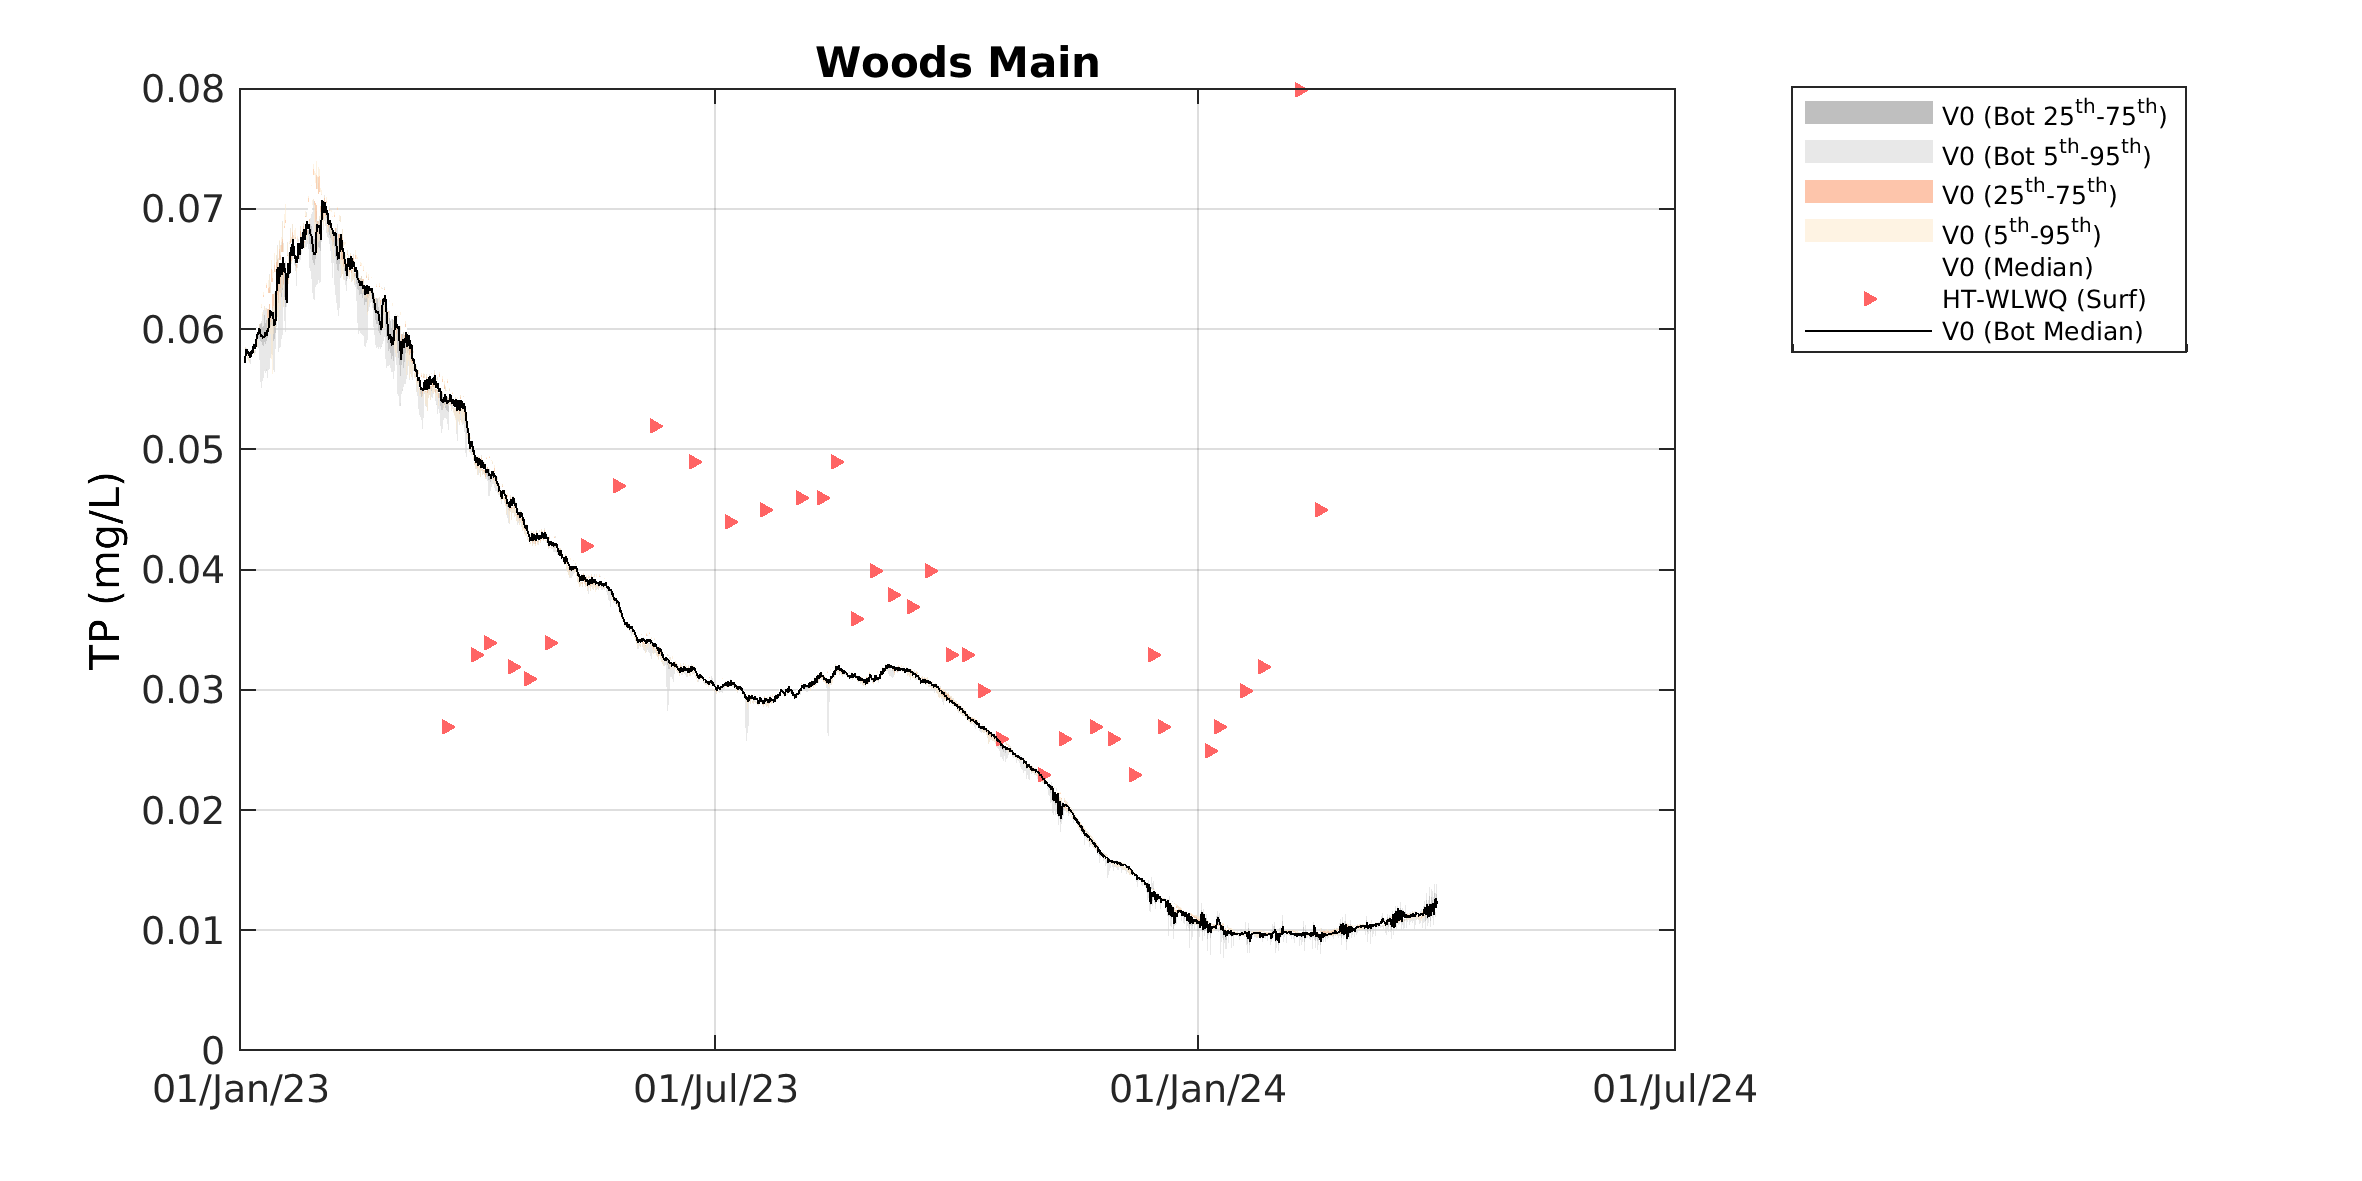 Woods Main
TP (mg/L)
0.08
0.07
0.06
0.05
0.04
0.03
0.02
0.01
0
01/Jan/23
01/Jul/23
01/Jan/24
01/Jul/24
V0 (Bot 25th-75th)
V0 (Bot 5th-95th)
V0 (25th-75th)
V0 (5th-95th)
V0 (Median)
HT-WLWQ (Surf)
V0 (Bot Median)